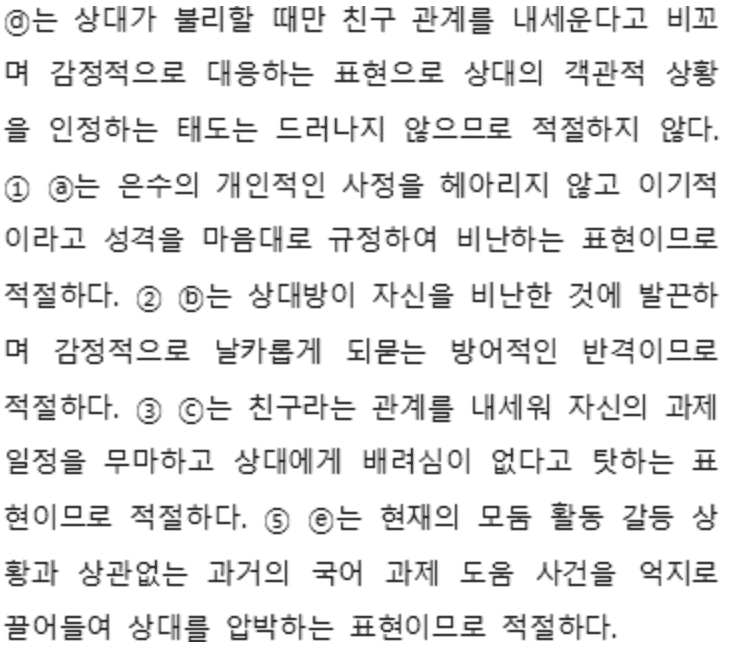 ⓓ는 상대가 불리할 때만 친구 관계를 내세운다고 비꼬
며 감정적으로 대응하는 표현으로 상대의 객관적 상황
을 인정하는 태도는 드러나지 않으므로 적절하지 않다.
① ⓐ는 은수의 개인적인 사정을 헤아리지 않고 이기적
이라고 성격을 마음대로 규정하여 비난하는 표현이므로
적절하다. ② ⓑ는 상대방이 자신을 비난한 것에 발끈하
며 감정적으로 날카롭게 되묻는 방어적인 반격이므로
적절하다. ③ ⓒ는 친구라는 관계를 내세워 자신의 과제
일정을 무마하고 상대에게 배려심이 없다고 탓하는 표
현이므로 적절하다. ⑤ ⓔ는 현재의 모둠 활동 갈등 상
황과 상관없는 과거의 국어 과제 도움 사건을 억지로
끌어들여 상대를 압박하는 표현이므로 적절하다.